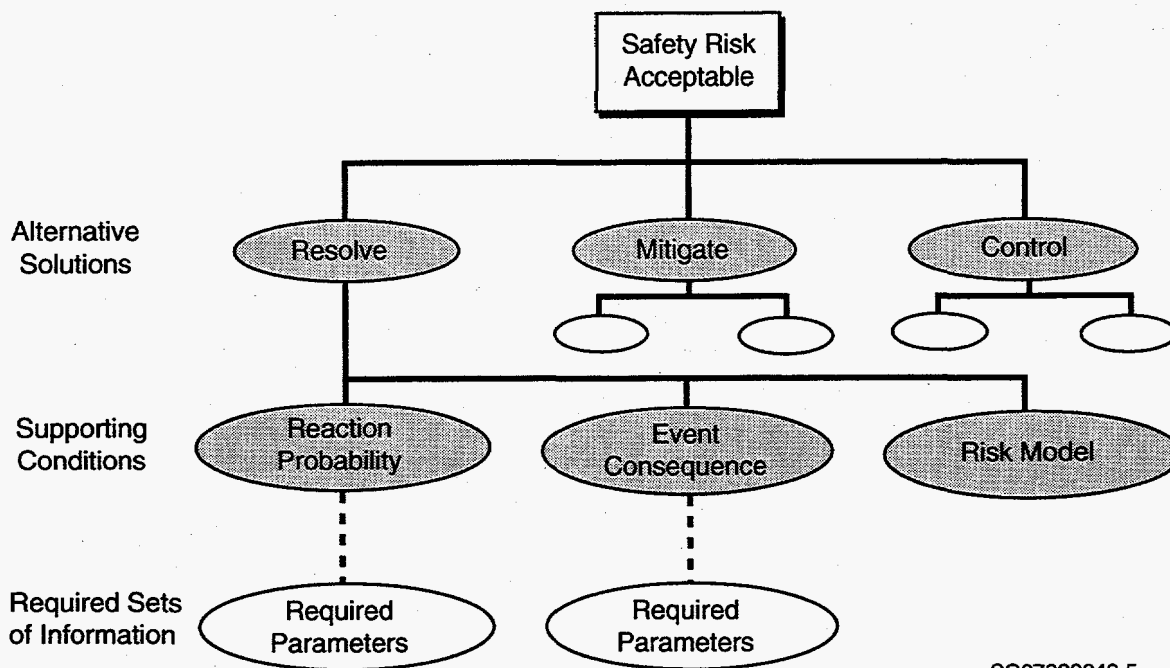 Safety Risk
Acceptable
Alternative
Solutions
Resolve
Mitigate
Control
Supporting
Conditions
Reaction
Probability
Event
Consequence
Risk Model
Required Sets
of Information
Required
Parameters
Required
Parameters